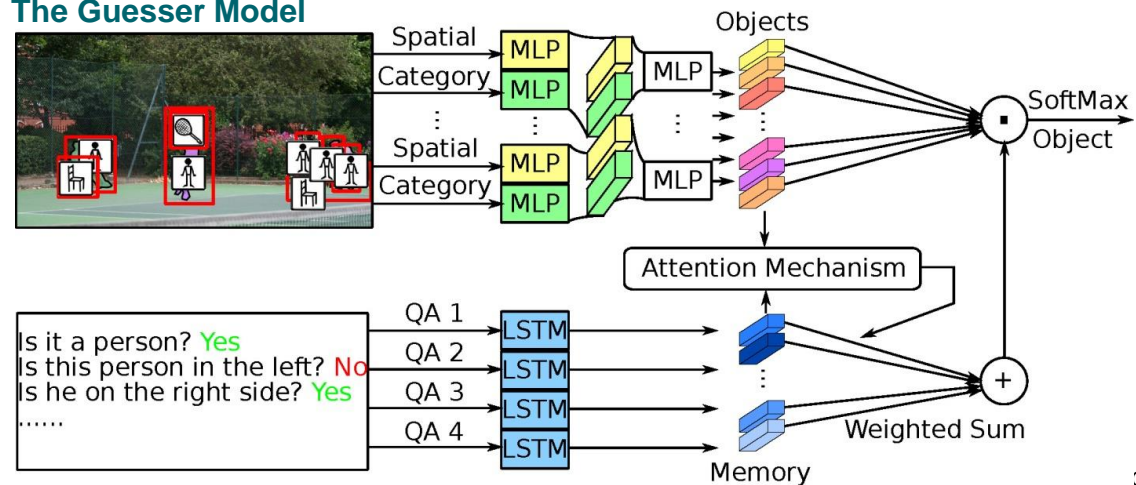 The Guesser Model
Objects
Spatial
MLP
Category
MLP
MLP
SoftMax
Object
Spatial
MLP
Category
MLP
MLP
Attention Mechanism
Is it a person? Yes
Is this person in the left? No
Is he on the right side? Yes
......
QA 1
LSTM
QA 2
LSTM
QA 3
LSTM
QA 4
LSTM
+
Weighted Sum
Memory